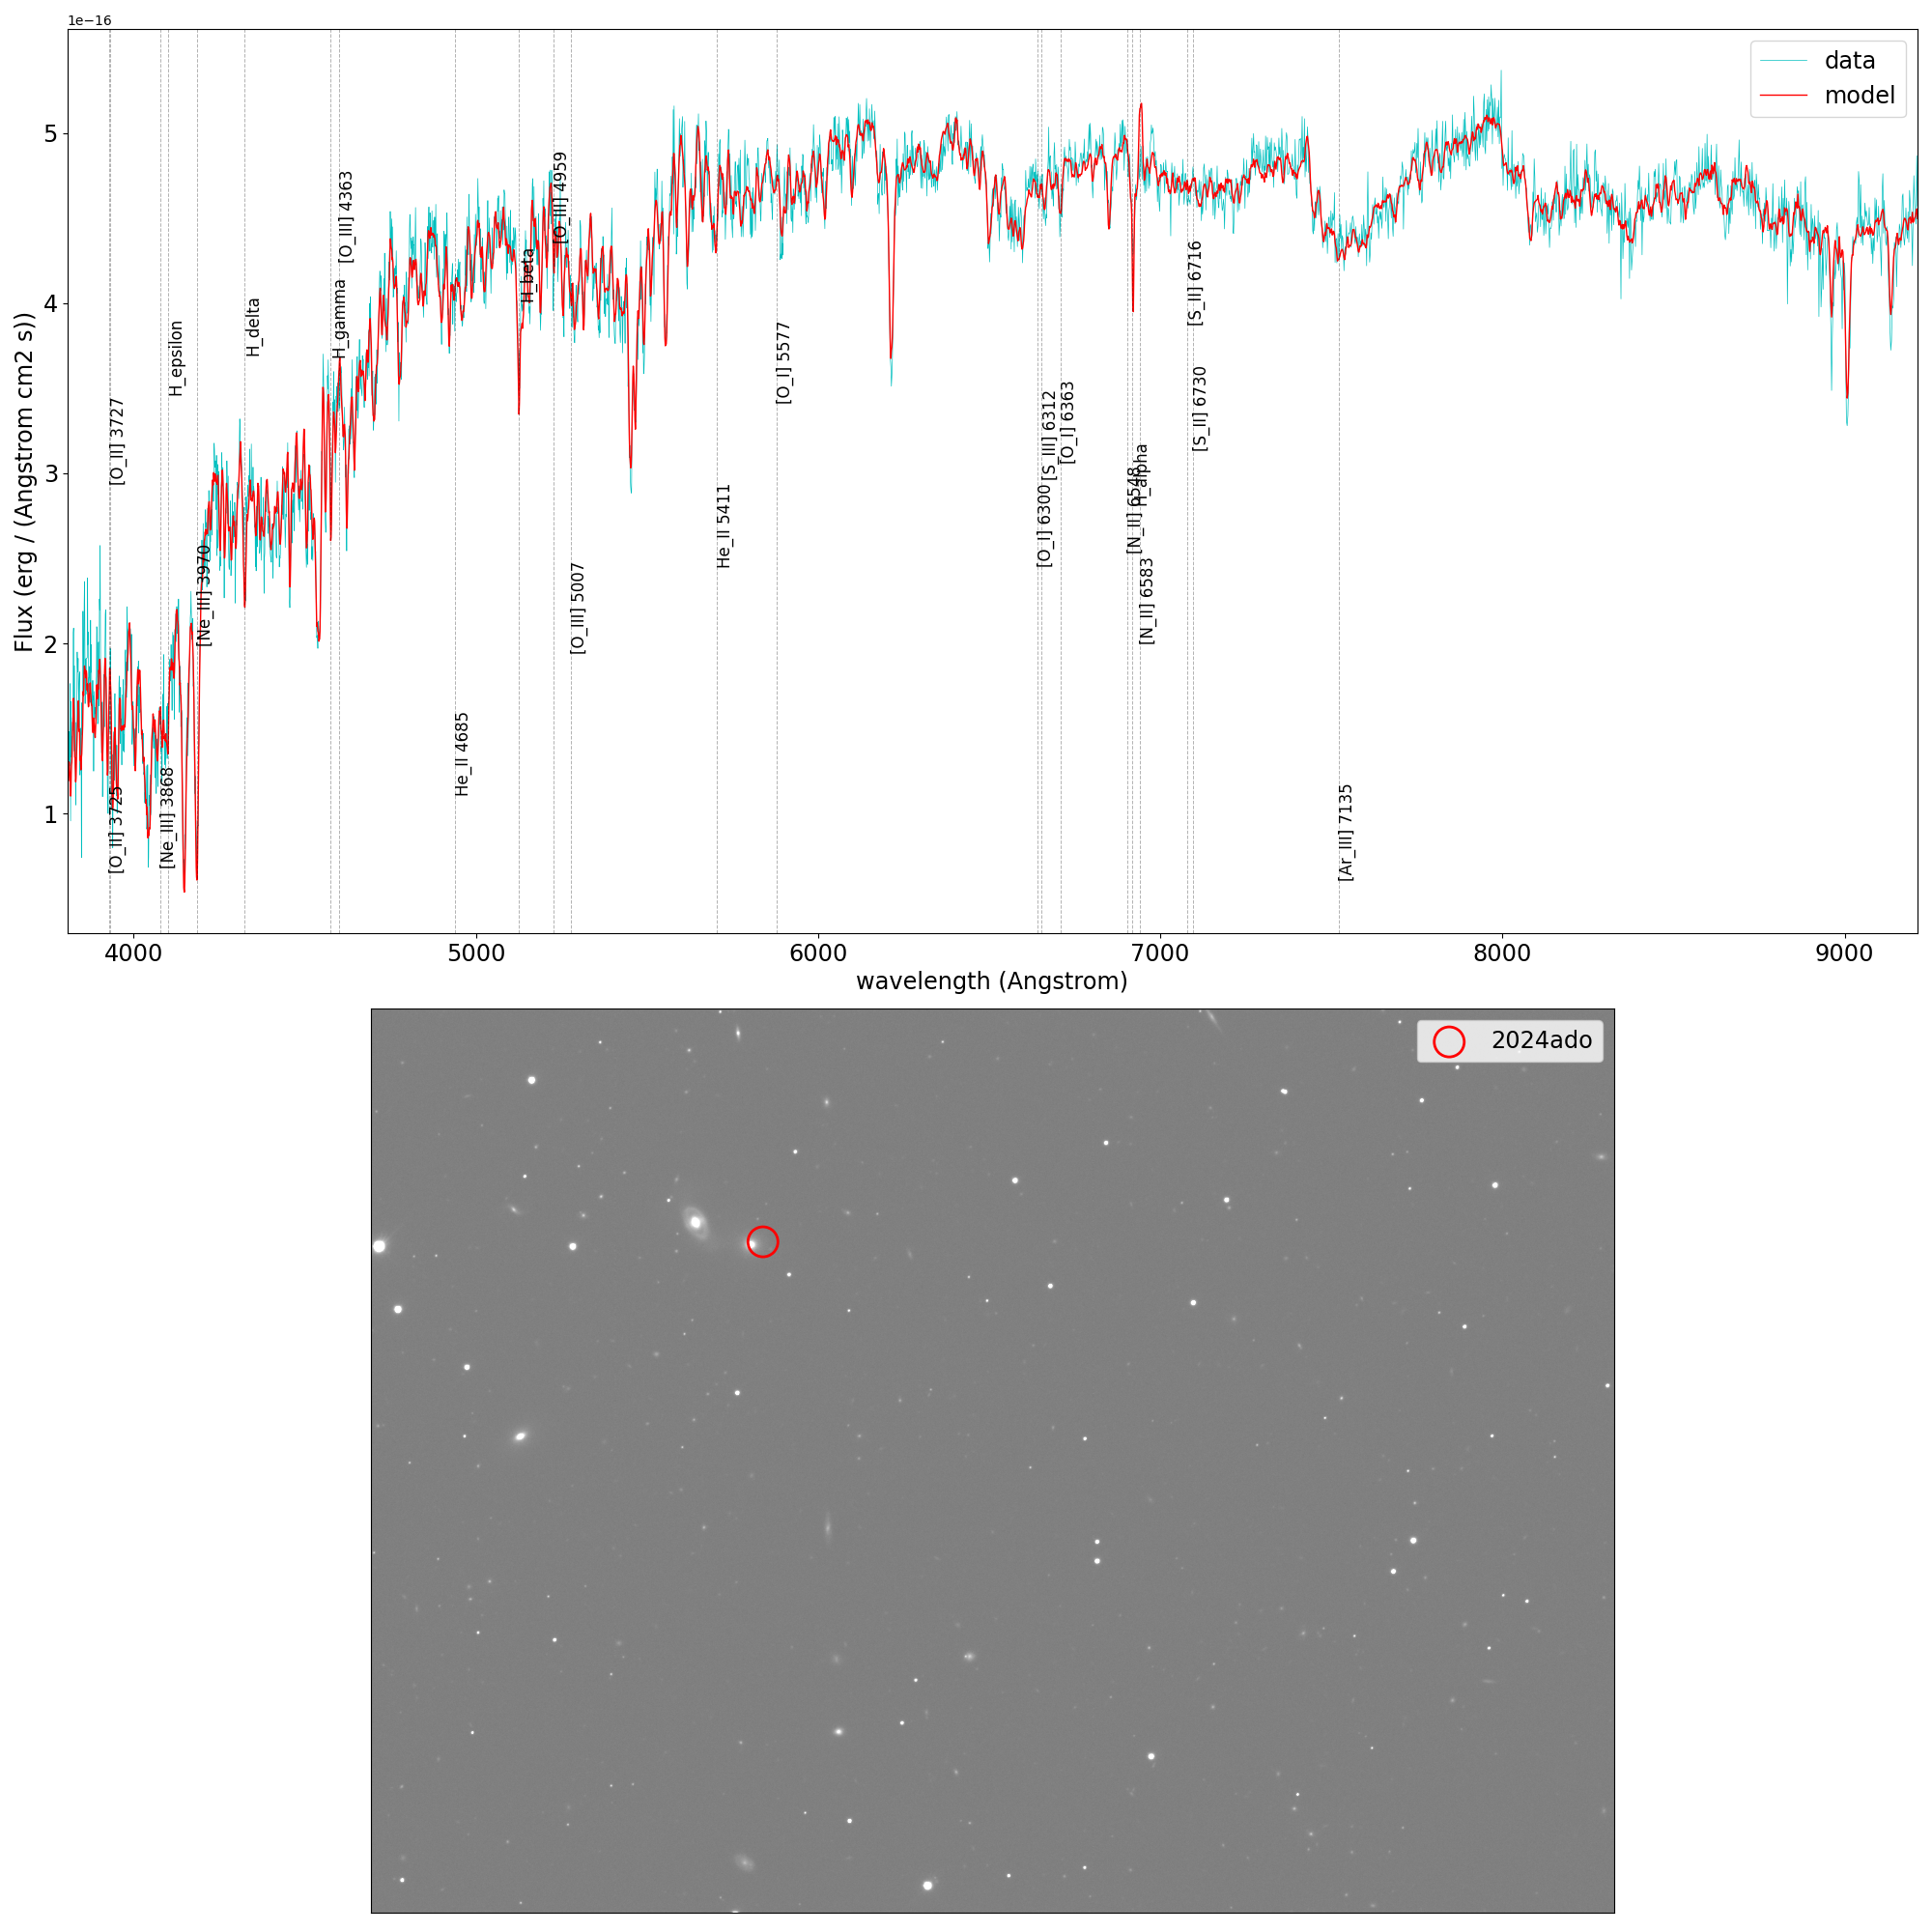 1e−16
data
model
5
4
3
2
1
Flux (erg / (Angstrom cm2 s))
[O_II] 3727
[O_II] 3725
H_epsilon
[Ne_III] 3868
[Ne_III] 3970
H_delta
H_gamma
[O_III] 4363
He_II 4685
H_beta
[O_III] 4959
[O_III] 5007
He_II 5411
[O_I] 5577
[O_I] 6300
[S_III] 6312
[O_I] 6363
[N_II] 6548
H_alpha
[N_II] 6583
[S_II] 6716
[S_II] 6730
[Ar_III] 7135
4000
5000
6000
7000
8000
9000
wavelength (Angstrom)
2024ado